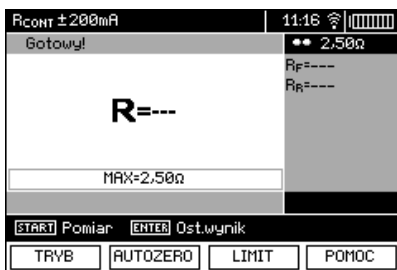 RCONT ±200mA 11:16
Gotowy! 2,50Ω
RF=---
RR=---
R=---
MAX=2,50Ω
START Pomiar ENTER Ost.wynik
TRYB AUTOZERO LIMIT POMOC